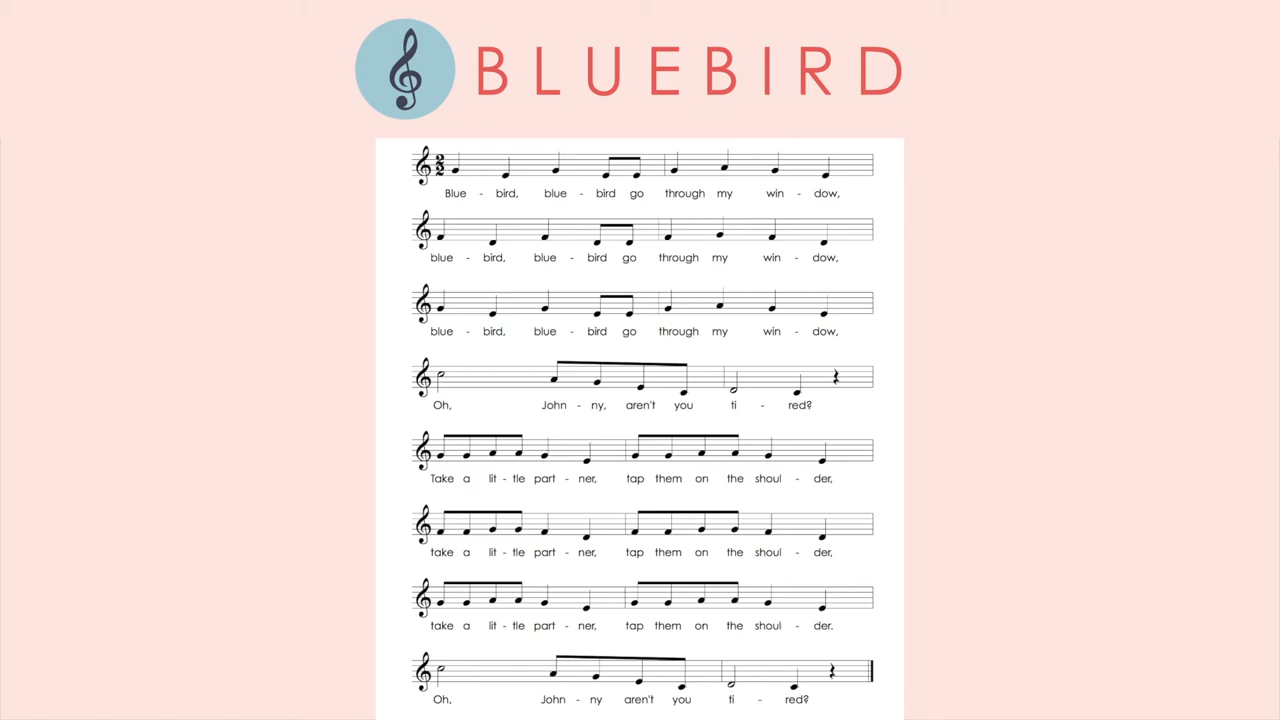 BLUEBIRD
2
2
Blue - bird, blue - bird go through my win - dow,
blue - bird, blue - bird go through my win - dow,
blue - bird, blue - bird go through my win - dow,
Oh, John - ny, aren't you ti - red?
Take a lit - tle part - ner, tap them on the shoul - der,
take a lit - tle part - ner, tap them on the shoul - der,
take a lit - tle part - ner, tap them on the shoul - der.
Oh, John - ny aren't you ti - red?